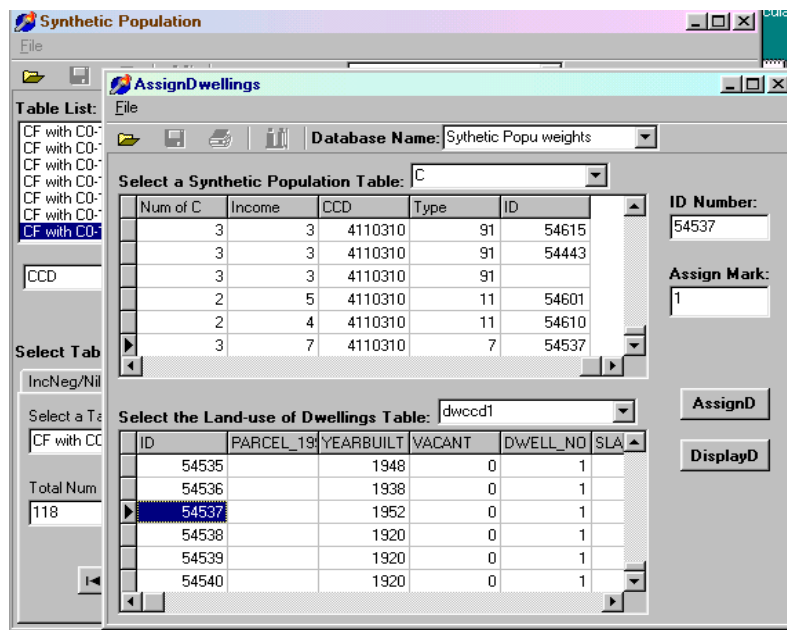 Synthetic Population
File
AssignDwellings
File
Table List:
Database Name: Sythetic Popu weights
CF with C0-
CF with C0-
CF with C0-
CF with C0-
CF with C0-
CF with C0-
CF with C0-
Select a Synthetic Population Table: C
Num of C Income CCD Type ID
3 3 4110310 91 54615
3 3 4110310 91 54443
3 3 4110310 91
2 5 4110310 11 54601
2 4 4110310 11 54610
3 7 4110310 7 54537
ID Number:
54537
Assign Mark:
1
CCD
Select Tab
IncNeg/Nil
Select a Ta
CF with CC
Total Num
118
Select the Land-use of Dwellings Table: dwccd1
ID PARCEL_19 YEARBUILT VACANT DWELL_NO SLA
54535 1948 0 1
54536 1938 0 1
54537 1952 0 1
54538 1920 0 1
54539 1920 0 1
54540 1920 0 1
AssignD
DisplayD